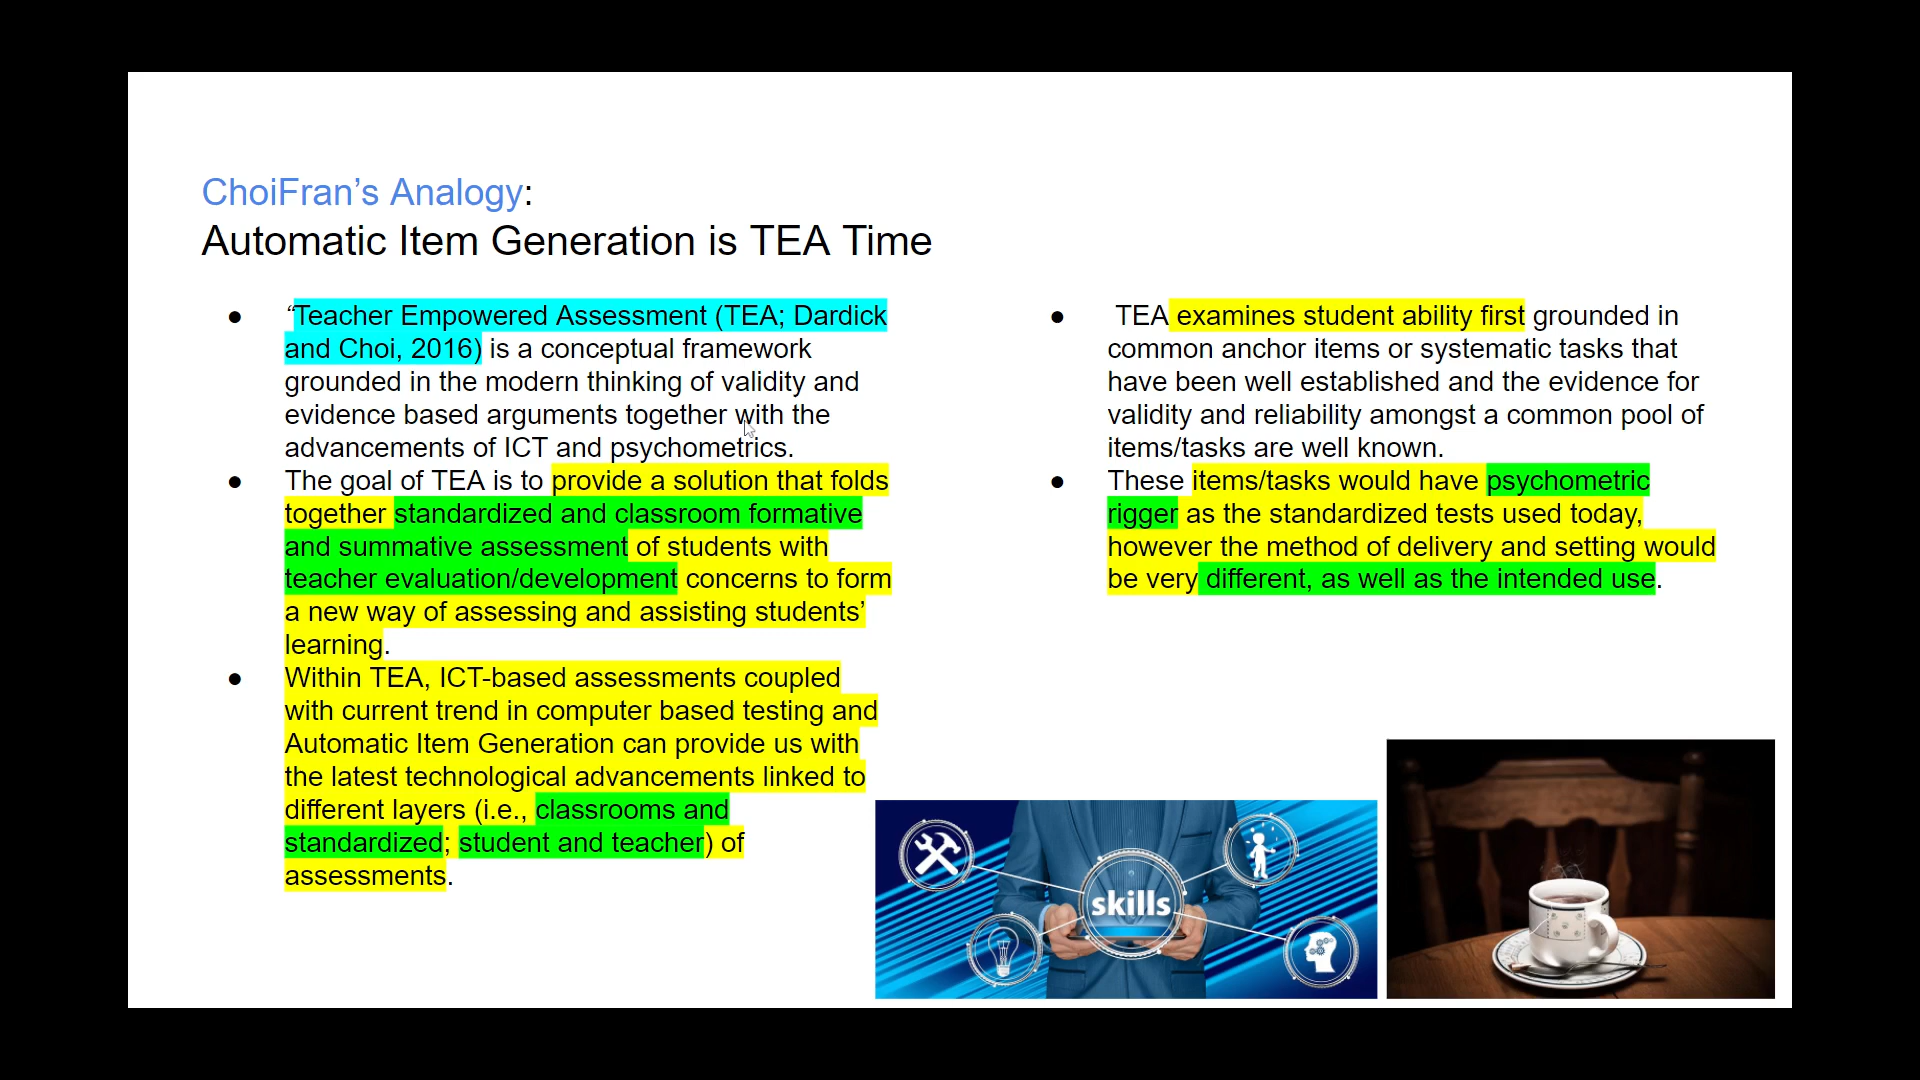 ChoiFran’s Analogy:
Automatic Item Generation is TEA Time
● “Teacher Empowered Assessment (TEA; Dardick
and Choi, 2016) is a conceptual framework
grounded in the modern thinking of validity and
evidence based arguments together with the
advancements of ICT and psychometrics.
● The goal of TEA is to provide a solution that folds
together standardized and classroom formative
and summative assessment of students with
teacher evaluation/development concerns to form
a new way of assessing and assisting students’
learning.
● Within TEA, ICT-based assessments coupled
with current trend in computer based testing and
Automatic Item Generation can provide us with
the latest technological advancements linked to
different layers (i.e., classrooms and
standardized; student and teacher) of
assessments.
● TEA examines student ability first grounded in
common anchor items or systematic tasks that
have been well established and the evidence for
validity and reliability amongst a common pool of
items/tasks are well known.
● These items/tasks would have psychometric
rigger as the standardized tests used today,
however the method of delivery and setting would
be very different, as well as the intended use.
skills